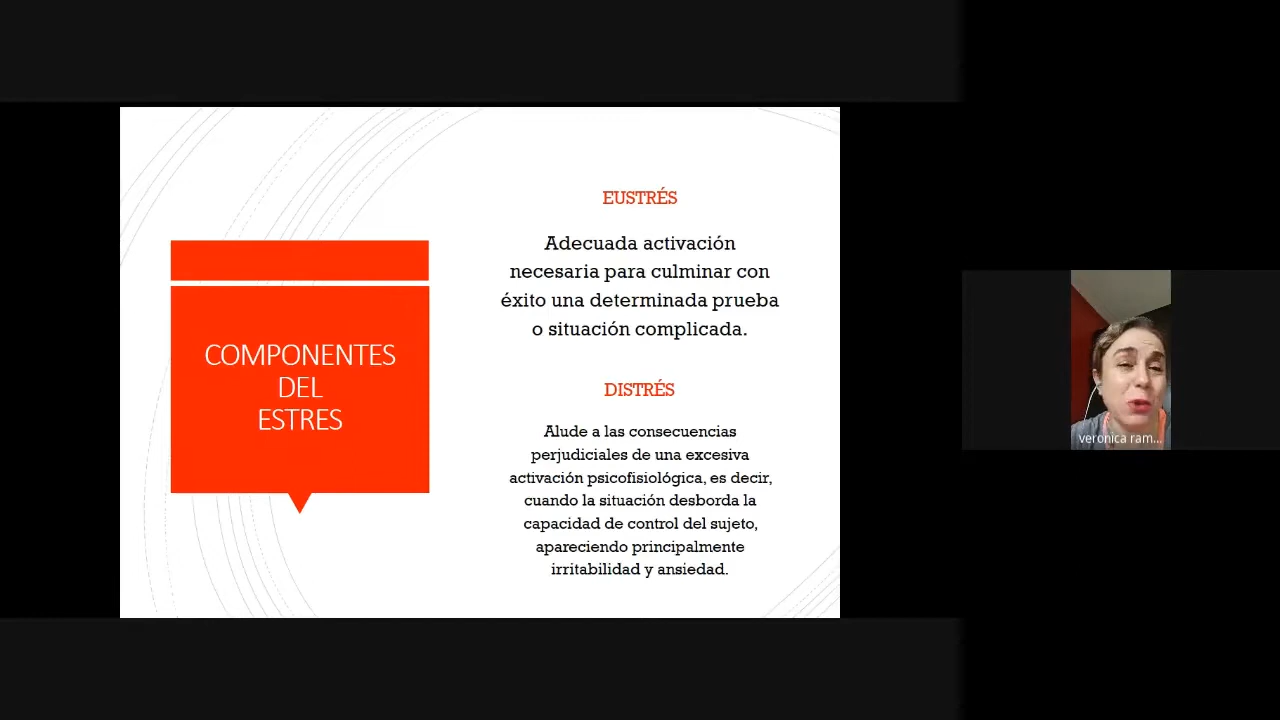 COMPONENTES
DEL
ESTRES
EUSTRÉS
Adecuada activación
necesaria para culminar con
éxito una determinada prueba
o situación complicada.
DISTRÉS
Alude a las consecuencias
perjudiciales de una excesiva
activación psicofisiológica, es decir,
cuando la situación desborda la
capacidad de control del sujeto,
apareciendo principalmente
irritabilidad y ansiedad.
veronica ram...